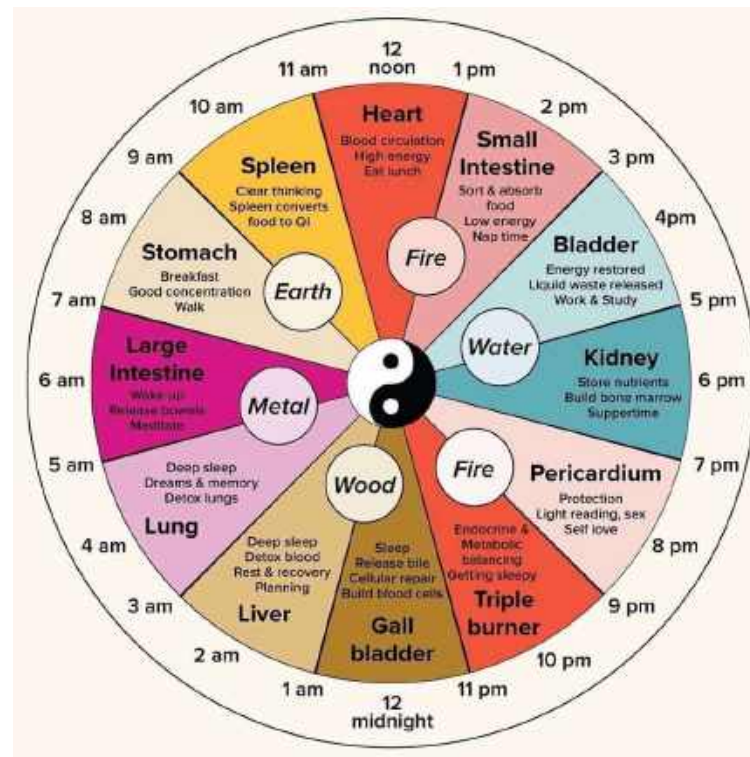 12
noon
1 pm
2 pm
3 pm
4pm
5 pm
6 pm
7 pm
8 pm
9 pm
10 pm
11 pm
12
midnight
1 am
2 am
3 am
4 am
5 am
6 am
7 am
8 am
9 am
10 am
11 am
Heart
Blood circulation
High energy
Eat lunch
Small
Intestine
Sort & absorb
food
Low energy
Nap time
Fire
Bladder
Energy restored
Liquid waste released
Work & Study
Water
Kidney
Store nutrients
Build bone marrow
Suppertime
Pericardium
Protection
Light reading, sex
Self love
Fire
Endocrine &
Metabolic
balancing
Getting sleepy
Triple
burner
Sleep
Release bile
Cellular repair
Build blood cells
Gall
bladder
Wood
Deep sleep
Detox blood
Rest & recovery
Planning
Liver
Deep sleep
Dreams & memory
Detox lungs
Lung
Metal
Large
Intestine
Wake up
Release bowels
Meditate
Stomach
Breakfast
Good concentration
Walk
Earth
Spleen
Clear thinking
Spleen converts
food to QI